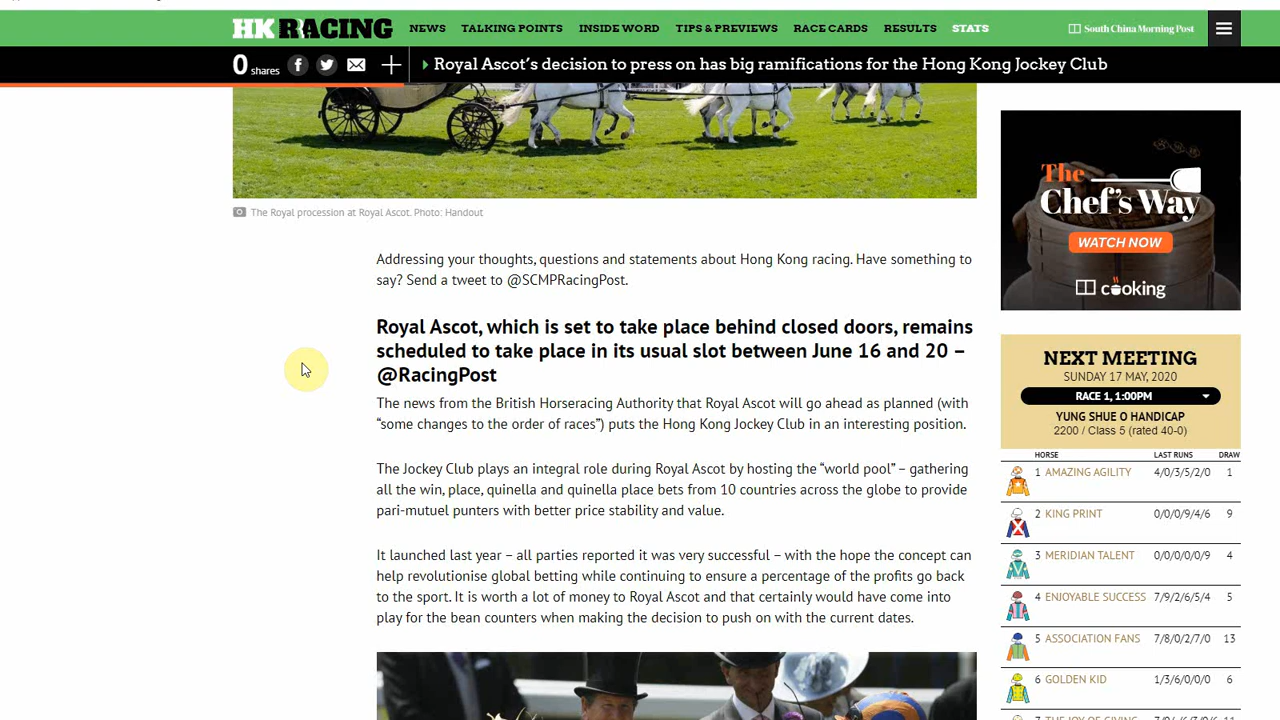 HK RACING NEWS TALKING POINTS INSIDE WORD TIPS & PREVIEWS RACE CARDS RESULTS STATS South China Morning Post
0 shares Royal Ascot’s decision to press on has big ramifications for the Hong Kong Jockey Club
The Royal procession at Royal Ascot. Photo: Handout
Addressing your thoughts, questions and statements about Hong Kong racing. Have something to
say? Send a tweet to @SCMPRacingPost.
Royal Ascot, which is set to take place behind closed doors, remains
scheduled to take place in its usual slot between June 16 and 20 –
@RacingPost
The news from the British Horseracing Authority that Royal Ascot will go ahead as planned (with
“some changes to the order of races”) puts the Hong Kong Jockey Club in an interesting position.
The Jockey Club plays an integral role during Royal Ascot by hosting the “world pool” – gathering
all the win, place, quinella and quinella place bets from 10 countries across the globe to provide
pari-mutuel punters with better price stability and value.
It launched last year – all parties reported it was very successful – with the hope the concept can
help revolutionise global betting while continuing to ensure a percentage of the profits go back
to the sport. It is worth a lot of money to Royal Ascot and that certainly would have come into
play for the bean counters when making the decision to push on with the current dates.
The
Chef's Way
WATCH NOW
cooking
NEXT MEETING
SUNDAY 17 MAY, 2020
RACE 1, 1:00PM
YUNG SHUE O HANDICAP
2200 / Class 5 (rated 40-0)
HORSE LAST RUNS DRAW
1 AMAZING AGILITY 4/0/3/5/2/0 1
2 KING PRINT 0/0/0/9/4/6 9
3 MERIDIAN TALENT 0/0/0/0/0/9 4
4 ENJOYABLE SUCCESS 7/9/2/6/5/4 5
5 ASSOCIATION FANS 7/8/0/2/7/0 13
6 GOLDEN KID 1/3/6/0/0/0 6
7 THE JOY OF GIVING